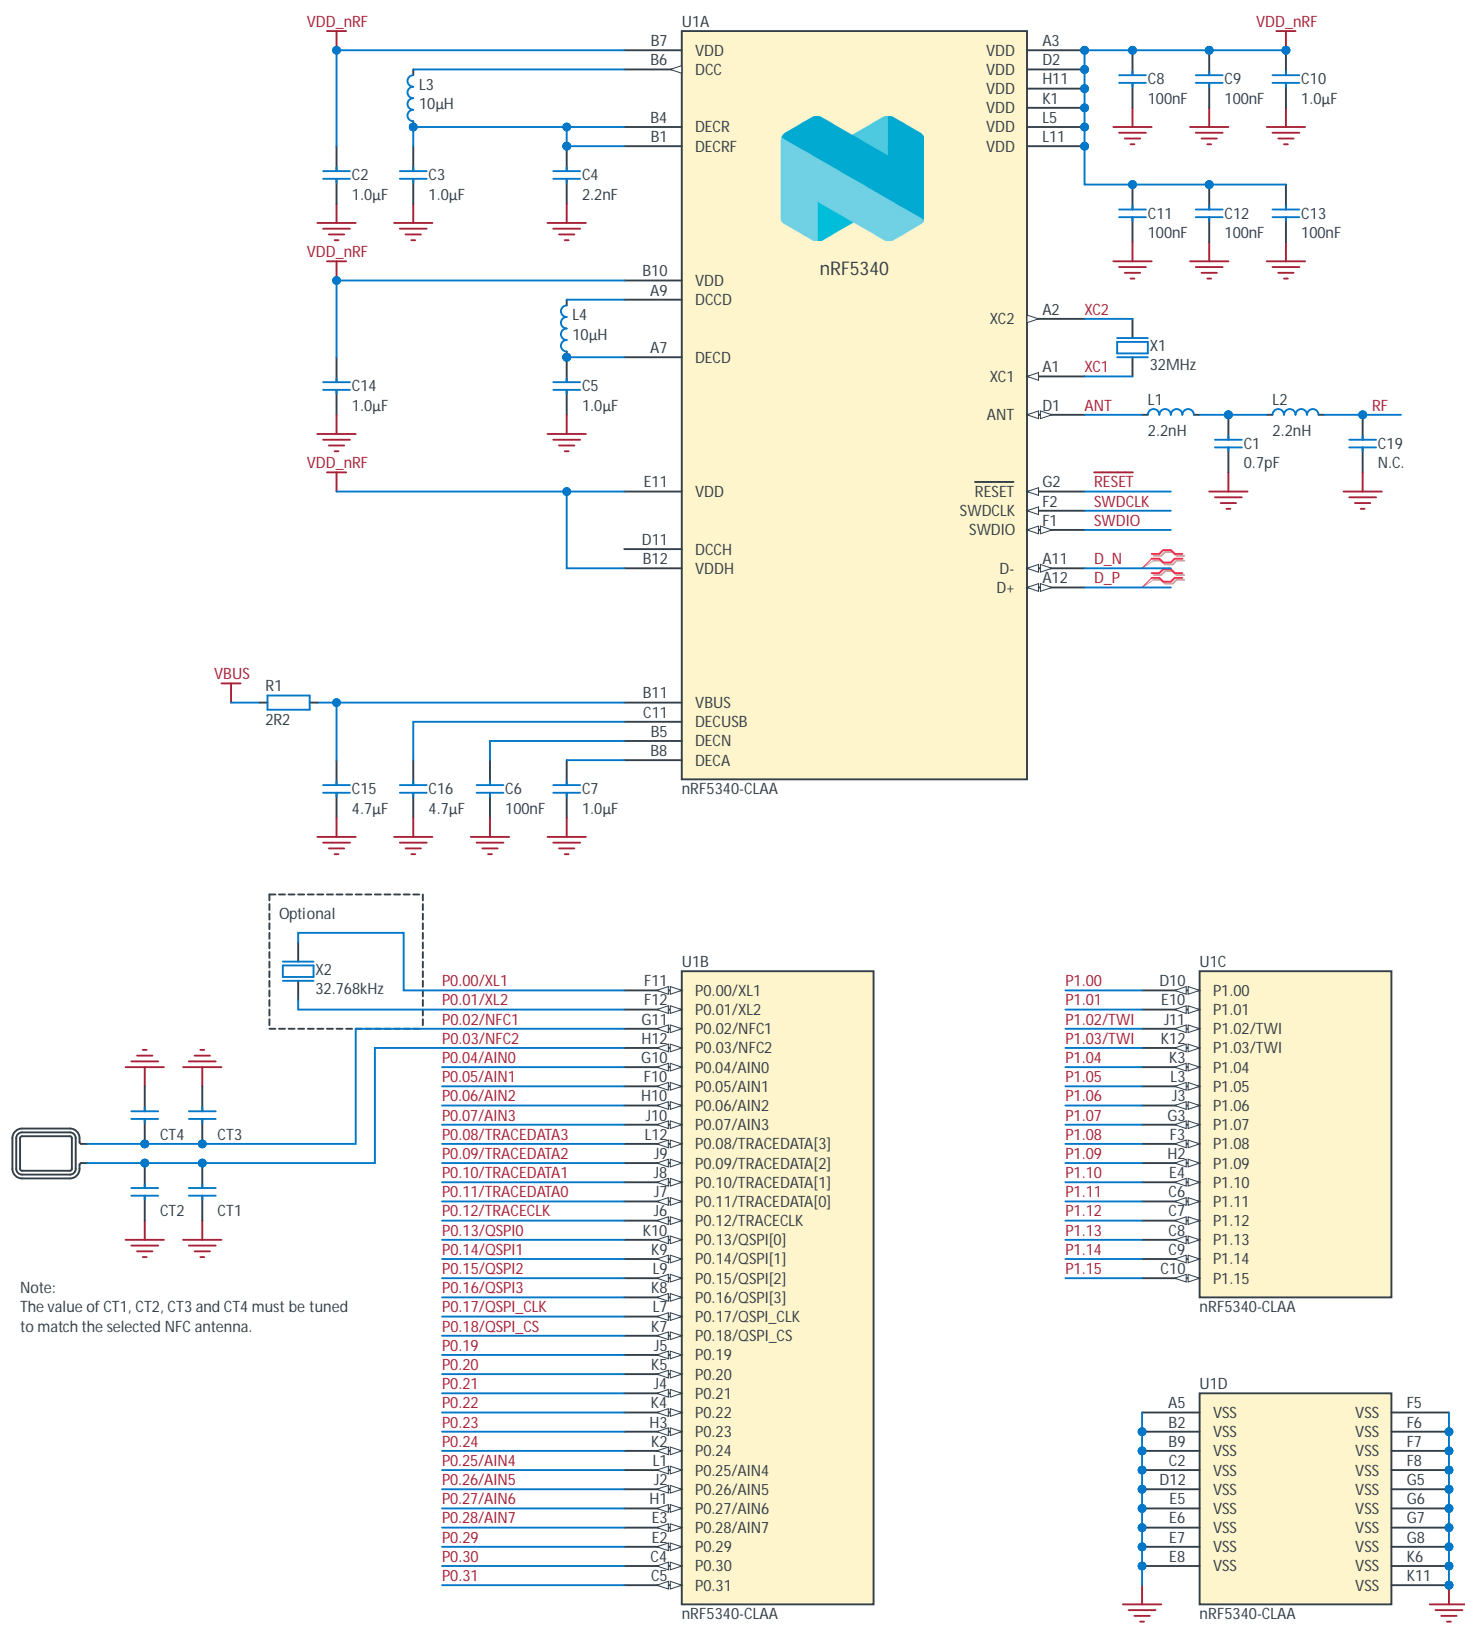 U1A
VDD_nRF
B7
VDD
B6
DCC
L3
10µH
B4
DECR
B1
DECRF
C2
1.0µF
C3
1.0µF
C4
2.2nF
VDD_nRF
B10
VDD
A9
DCCD
L4
10µH
A7
DECD
C14
1.0µF
C5
1.0µF
VDD_nRF
E11
VDD
D11
DCCH
B12
VDDH
VBUS
R1
2R2
B11
VBUS
C11
DECUSB
B5
DECN
B8
DECA
C15
4.7µF
C16
4.7µF
C6
100nF
C7
1.0µF
nRF5340
nRF5340-CLAA
VDD_nRF
VDD
A3
VDD
D2
VDD
H11
VDD
K1
VDD
L5
VDD
L11
C8
100nF
C9
100nF
C10
1.0µF
C11
100nF
C12
100nF
C13
100nF
XC2
A2
XC2
X1
32MHz
XC1
A1
XC1
ANT
D1
ANT
L1
2.2nH
C1
0.7pF
L2
2.2nH
RF
C19
N.C.
RESET
G2
RESET
SWDCLK
F2
SWDCLK
SWDIO
F1
SWDIO
D-
A11
D_N
D+
A12
D_P
Optional
X2
32.768kHz
CT4
CT3
CT2
CT1
Note:
The value of CT1, CT2, CT3 and CT4 must be tuned
to match the selected NFC antenna.
U1B
P0.00/XL1 F11 P0.00/XL1
P0.01/XL2 F12 P0.01/XL2
P0.02/NFC1 G11 P0.02/NFC1
P0.03/NFC2 H12 P0.03/NFC2
P0.04/AIN0 G10 P0.04/AIN0
P0.05/AIN1 F10 P0.05/AIN1
P0.06/AIN2 H10 P0.06/AIN2
P0.07/AIN3 J10 P0.07/AIN3
P0.08/TRACEDATA3 L12 P0.08/TRACEDATA[3]
P0.09/TRACEDATA2 J9 P0.09/TRACEDATA[2]
P0.10/TRACEDATA1 J8 P0.10/TRACEDATA[1]
P0.11/TRACEDATA0 J7 P0.11/TRACEDATA[0]
P0.12/TRACECLK J6 P0.12/TRACECLK
P0.13/QSPI0 K10 P0.13/QSPI[0]
P0.14/QSPI1 K9 P0.14/QSPI[1]
P0.15/QSPI2 L9 P0.15/QSPI[2]
P0.16/QSPI3 K8 P0.16/QSPI[3]
P0.17/QSPI_CLK L7 P0.17/QSPI_CLK
P0.18/QSPI_CS K7 P0.18/QSPI_CS
P0.19 J5 P0.19
P0.20 K5 P0.20
P0.21 J4 P0.21
P0.22 K4 P0.22
P0.23 H3 P0.23
P0.24 K2 P0.24
P0.25/AIN4 L1 P0.25/AIN4
P0.26/AIN5 J2 P0.26/AIN5
P0.27/AIN6 H1 P0.27/AIN6
P0.28/AIN7 E3 P0.28/AIN7
P0.29 E2 P0.29
P0.30 C4 P0.30
P0.31 C5 P0.31
nRF5340-CLAA
U1C
P1.00 D10 P1.00
P1.01 E10 P1.01
P1.02/TWI J11 P1.02/TWI
P1.03/TWI K12 P1.03/TWI
P1.04 K3 P1.04
P1.05 L3 P1.05
P1.06 J3 P1.06
P1.07 G3 P1.07
P1.08 F3 P1.08
P1.09 H2 P1.09
P1.10 E4 P1.10
P1.11 C6 P1.11
P1.12 C7 P1.12
P1.13 C8 P1.13
P1.14 C9 P1.14
P1.15 C10 P1.15
nRF5340-CLAA
U1D
A5 VSS VSS F5
B2 VSS VSS F6
B9 VSS VSS F7
C2 VSS VSS F8
D12 VSS VSS G5
E5 VSS VSS G6
E6 VSS VSS G7
E7 VSS VSS G8
E8 VSS VSS K6
VSS K11
nRF5340-CLAA